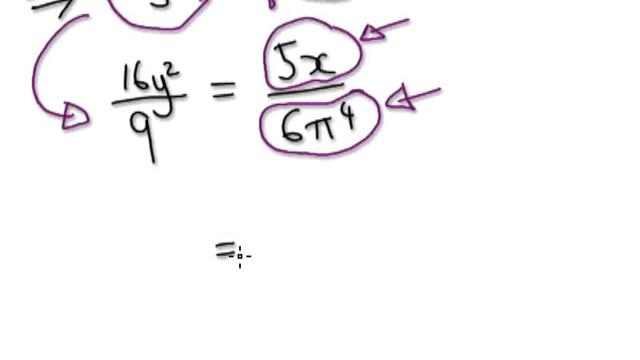 16y² / 9 = 5x / 6π⁴
=